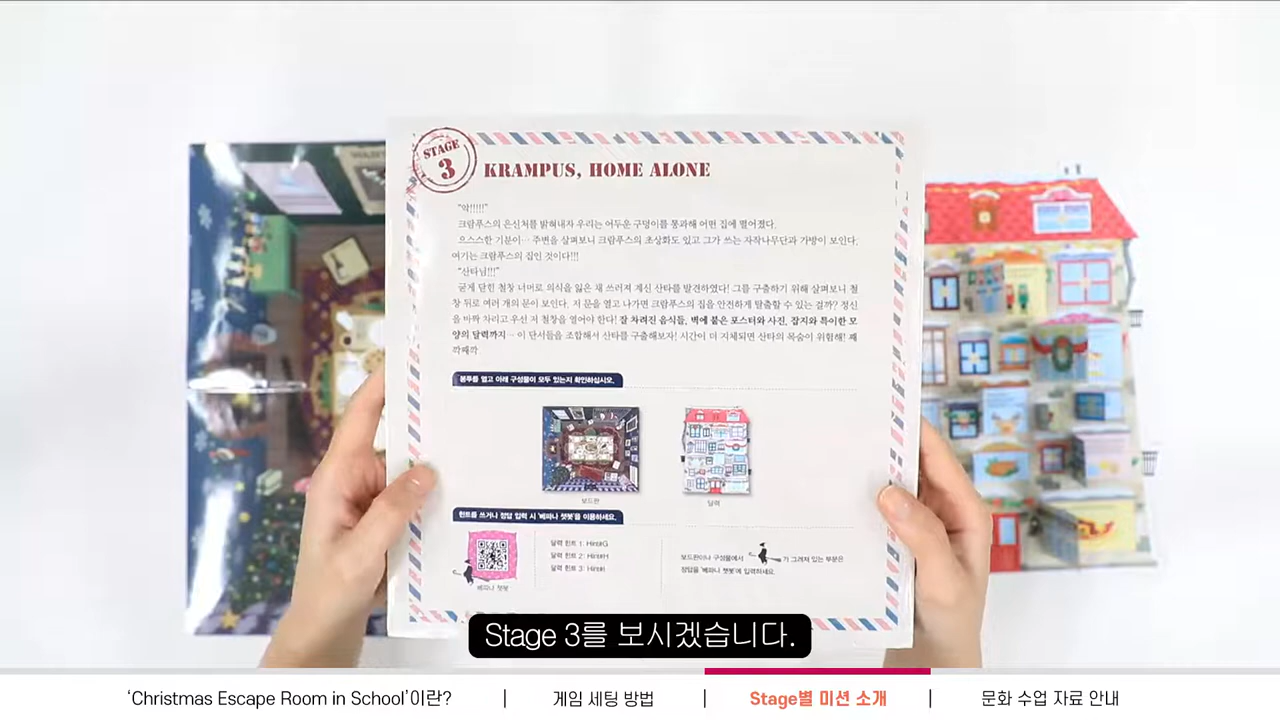 STAGE
3
KRAMPUS, HOME ALONE
"악!!!!!"
크람푸스의 은신처를 밝혀내자 우리는 어두운 구덩이를 통과해 어떤 집에 떨어졌다.
으스스한 기분이… 주변을 살펴보니 크람푸스의 초상화도 있고 그가 쓰는 자작나무단과 가방이 보인다.
여기는 크람푸스의 집인 것이다!!!
"산타님!!!"
굳게 닫힌 철창 너머로 의식을 잃은 채 쓰러져 계신 산타를 발견하였다! 그를 구출하기 위해 살펴보니 철
창 뒤로 여러 개의 문이 보인다. 저 문을 열고 나가면 크람푸스의 집을 안전하게 탈출할 수 있는 걸까? 정신
을 바짝 차리고 우선 저 철창을 열어야 한다! 잘 차려진 음식들, 벽에 붙은 포스터와 사진, 잡지와 특이한 모
양의 달력까지… 이 단서들을 조합해서 산타를 구출해보자! 시간이 더 지체되면 산타의 목숨이 위험해! 째
깍째깍
봉투를 열고 아래 구성물이 모두 있는지 확인하십시오.
보드판
달력
힌트를 쓰거나 정답 입력 시 '베파나 챗봇'을 이용하세요.
베파나 챗봇
달력 힌트 1: HintG
달력 힌트 2: HintH
달력 힌트 3: HintI
보드판이나 구성물에서 가 그려져 있는 부분은
정답을 '베파나 챗봇'에 입력하세요.
Stage 3를 보시겠습니다.
'Christmas Escape Room in School'이란?
게임 세팅 방법
Stage별 미션 소개
문화 수업 자료 안내